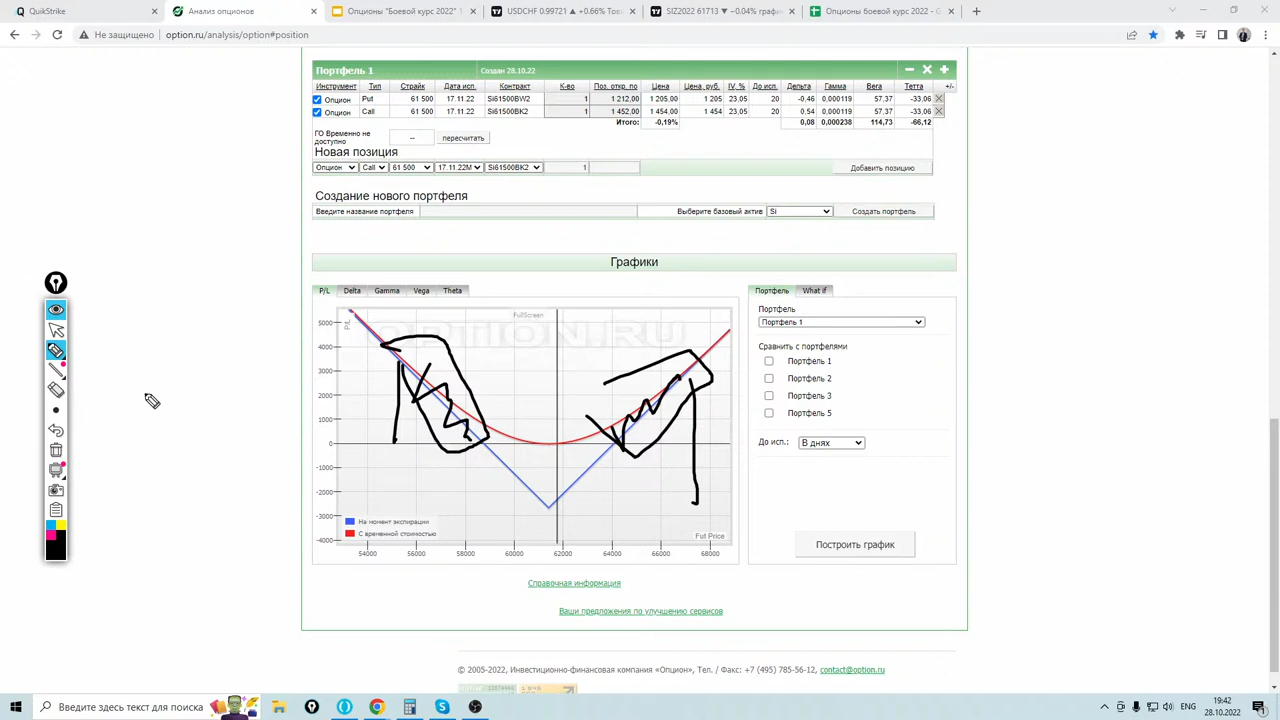 QuikStrike
Анализ опционов
Опционы "Боевой курс 2022" 1
USDCHF 0.99721 ▲ +0.66% Това
SIZ2022 61713 ▼ −0.04% графи
Опционы боевой курс 2022 - G
Не защищено | option.ru/analysis/option#position
Портфель 1 Создан 28.10.22
Инструмент Тип Страйк Дата исп. Контракт К-во Поз. откр. по Цена Цена, руб. IV, % До исп. Дельта Гамма Вега Тетта +/-
Опцион Put 61 500 17.11.22 Si61500BW2 1 1 212,00 1 205,00 1 205 23,05 20 -0,46 0,000119 57,37 -33,06
Опцион Call 61 500 17.11.22 Si61500BK2 1 1 452,00 1 454,00 1 454 23,05 20 0,54 0,000119 57,37 -33,06
Итого: -0,19% 0,08 0,000238 114,73 -66,12
ГО Временно не
доступно -- пересчитать
Новая позиция
Опцион Call 61 500 17.11.22М Si61500BK2 1 Добавить позицию
Создание нового портфеля
Введите название портфеля Выберите базовый актив Si Создать портфель
Графики
P/L Delta Gamma Vega Theta
Портфель What if
FullScreen
P/L
OPTION.RU
5000
4000
3000
2000
1000
0
-1000
-2000
-3000
-4000
На момент экспирации
С временной стоимостью
Fut Price
54000 56000 58000 60000 62000 64000 66000 68000
Портфель
Портфель 1
Сравнить с портфелями
Портфель 1
Портфель 2
Портфель 3
Портфель 5
До исп.: В днях
Построить график
Справочная информация
Ваши предложения по улучшению сервисов
© 2005-2022, Инвестиционно-финансовая компания «Опцион», Тел. / Факс: +7 (495) 785-56-12, contact@option.ru
Введите здесь текст для поиска
ENG
19:42
28.10.2022